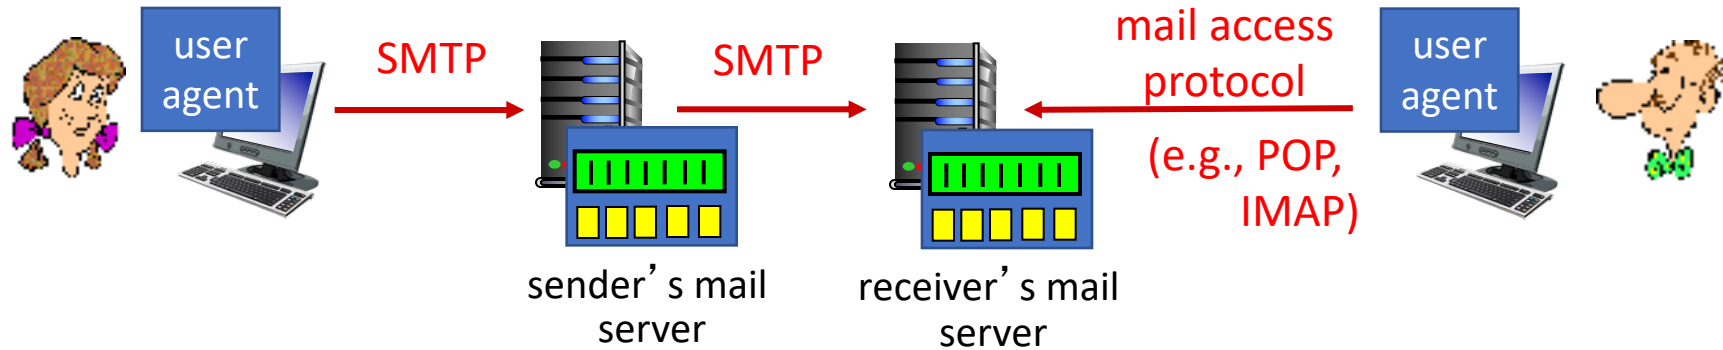 user
agent
SMTP
SMTP
mail access
protocol
(e.g., POP,
IMAP)
user
agent
sender’s mail
server
receiver’s mail
server